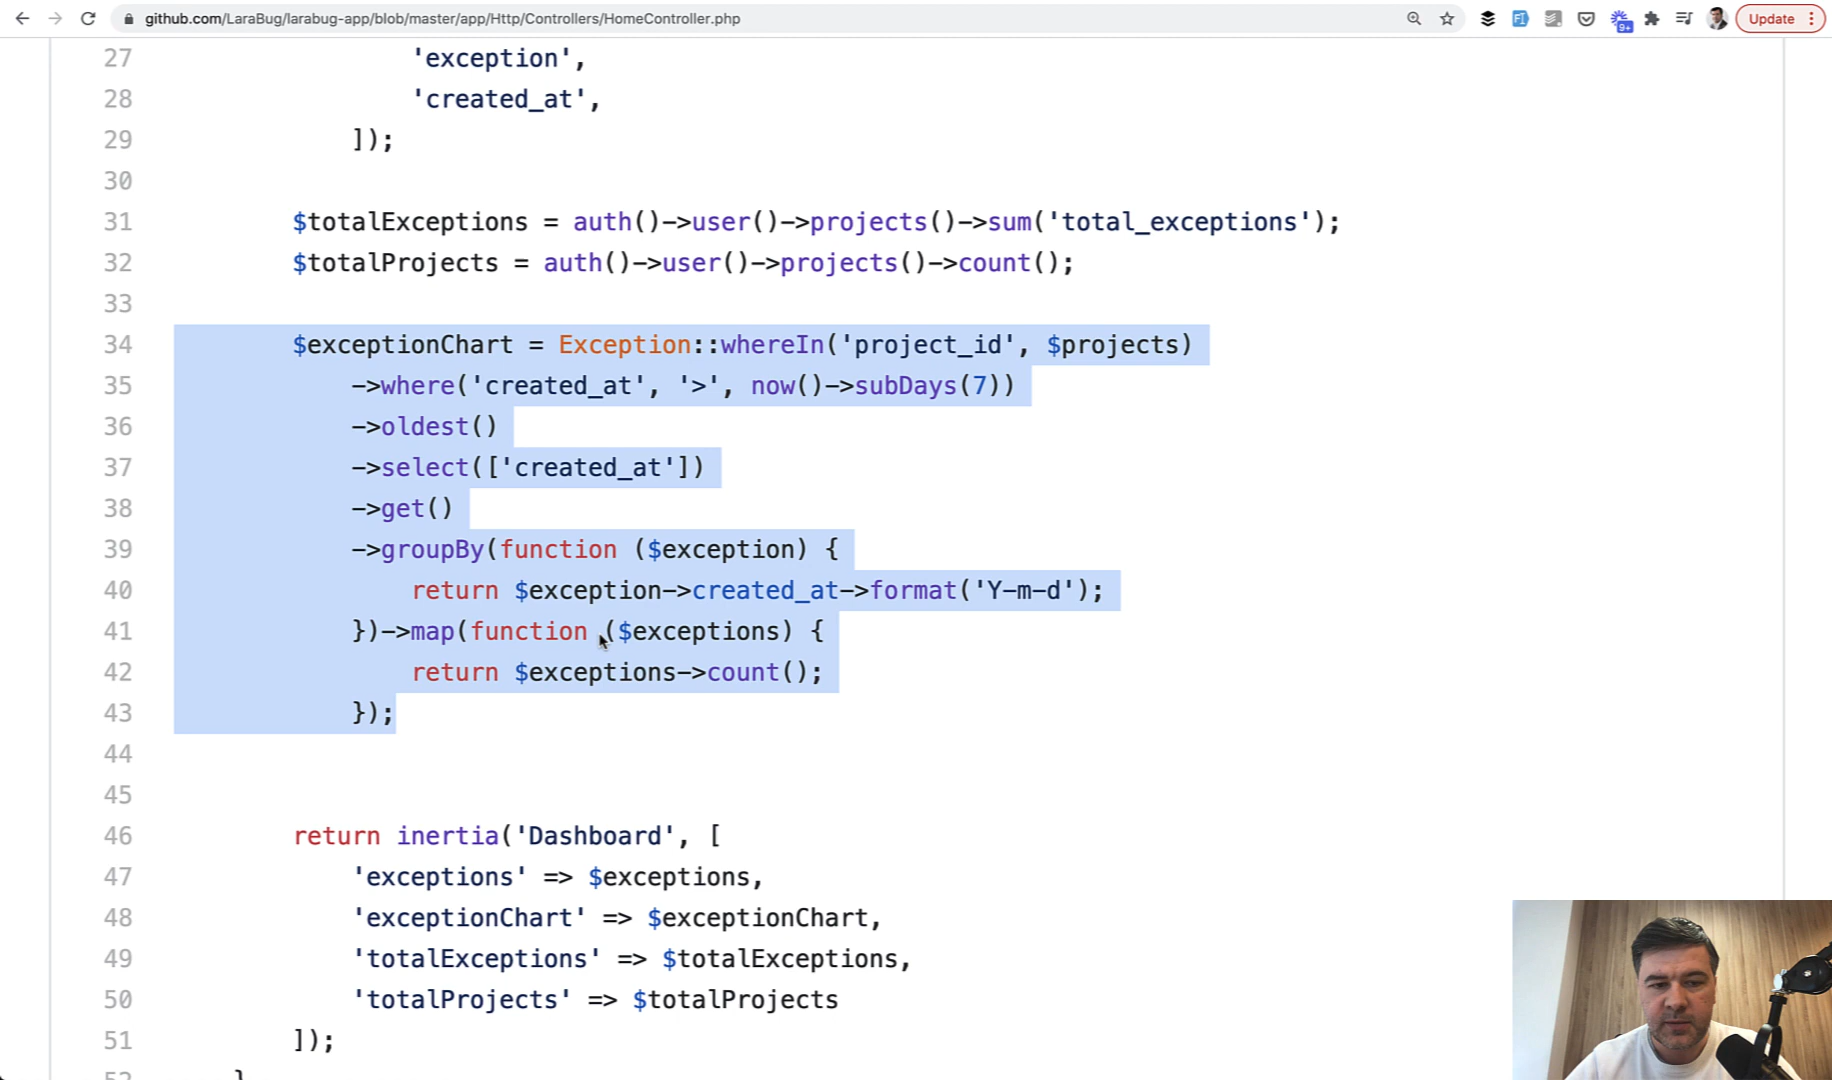 github.com/LaraBug/larabug-app/blob/master/app/Http/Controllers/HomeController.php
Update
9+
27 'exception',
28 'created_at',
29 ]);
30
31 $totalExceptions = auth()->user()->projects()->sum('total_exceptions');
32 $totalProjects = auth()->user()->projects()->count();
33
34 $exceptionChart = Exception::whereIn('project_id', $projects)
35 ->where('created_at', '>', now()->subDays(7))
36 ->oldest()
37 ->select(['created_at'])
38 ->get()
39 ->groupBy(function ($exception) {
40 return $exception->created_at->format('Y-m-d');
41 })->map(function ($exceptions) {
42 return $exceptions->count();
43 });
44
45
46 return inertia('Dashboard', [
47 'exceptions' => $exceptions,
48 'exceptionChart' => $exceptionChart,
49 'totalExceptions' => $totalExceptions,
50 'totalProjects' => $totalProjects
51 ]);
52 }